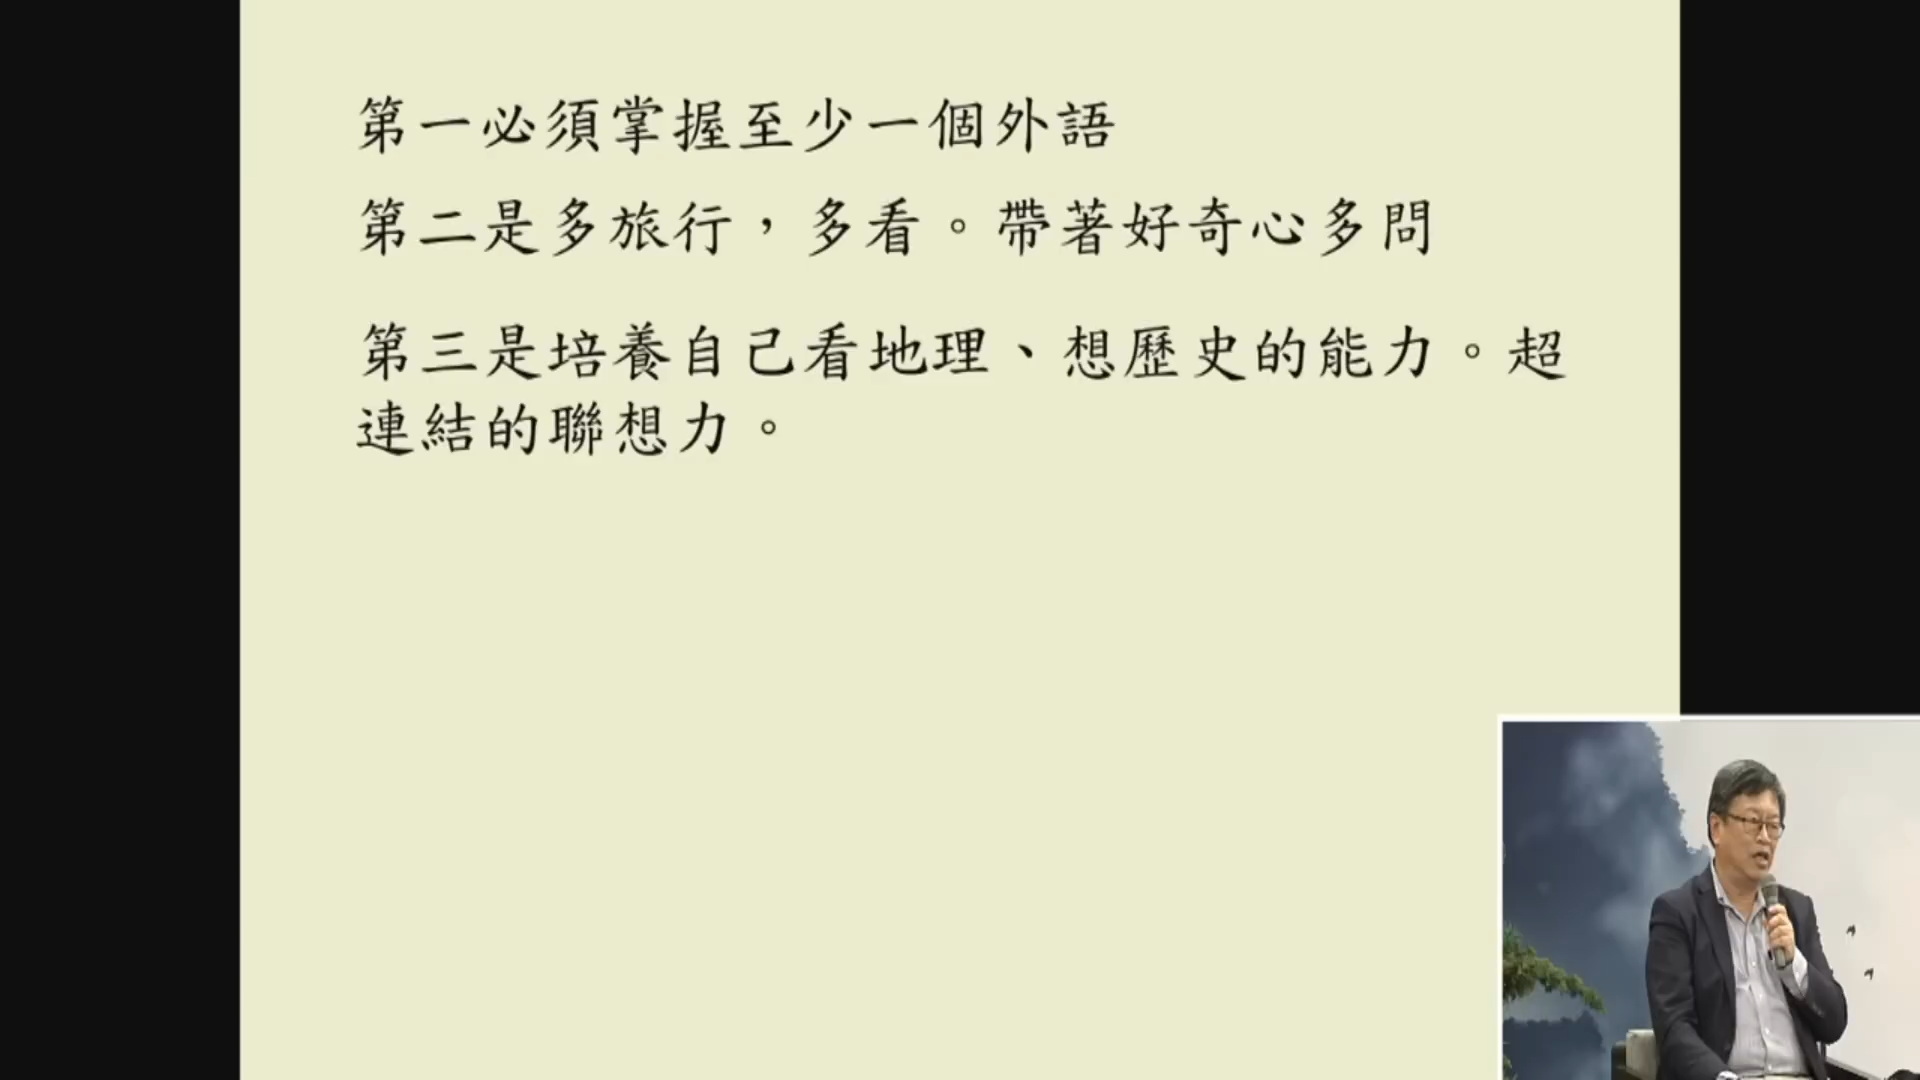 第一必須掌握至少一個外語
第二是多旅行，多看。帶著好奇心多問
第三是培養自己看地理、想歷史的能力。超
連結的聯想力。